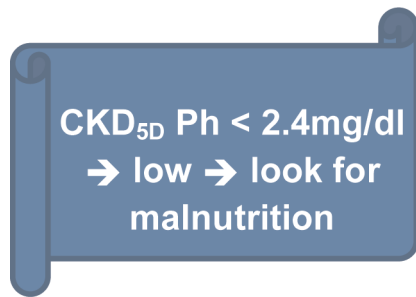 CKD₅D Ph < 2.4mg/dl
➔ low ➔ look for
malnutrition